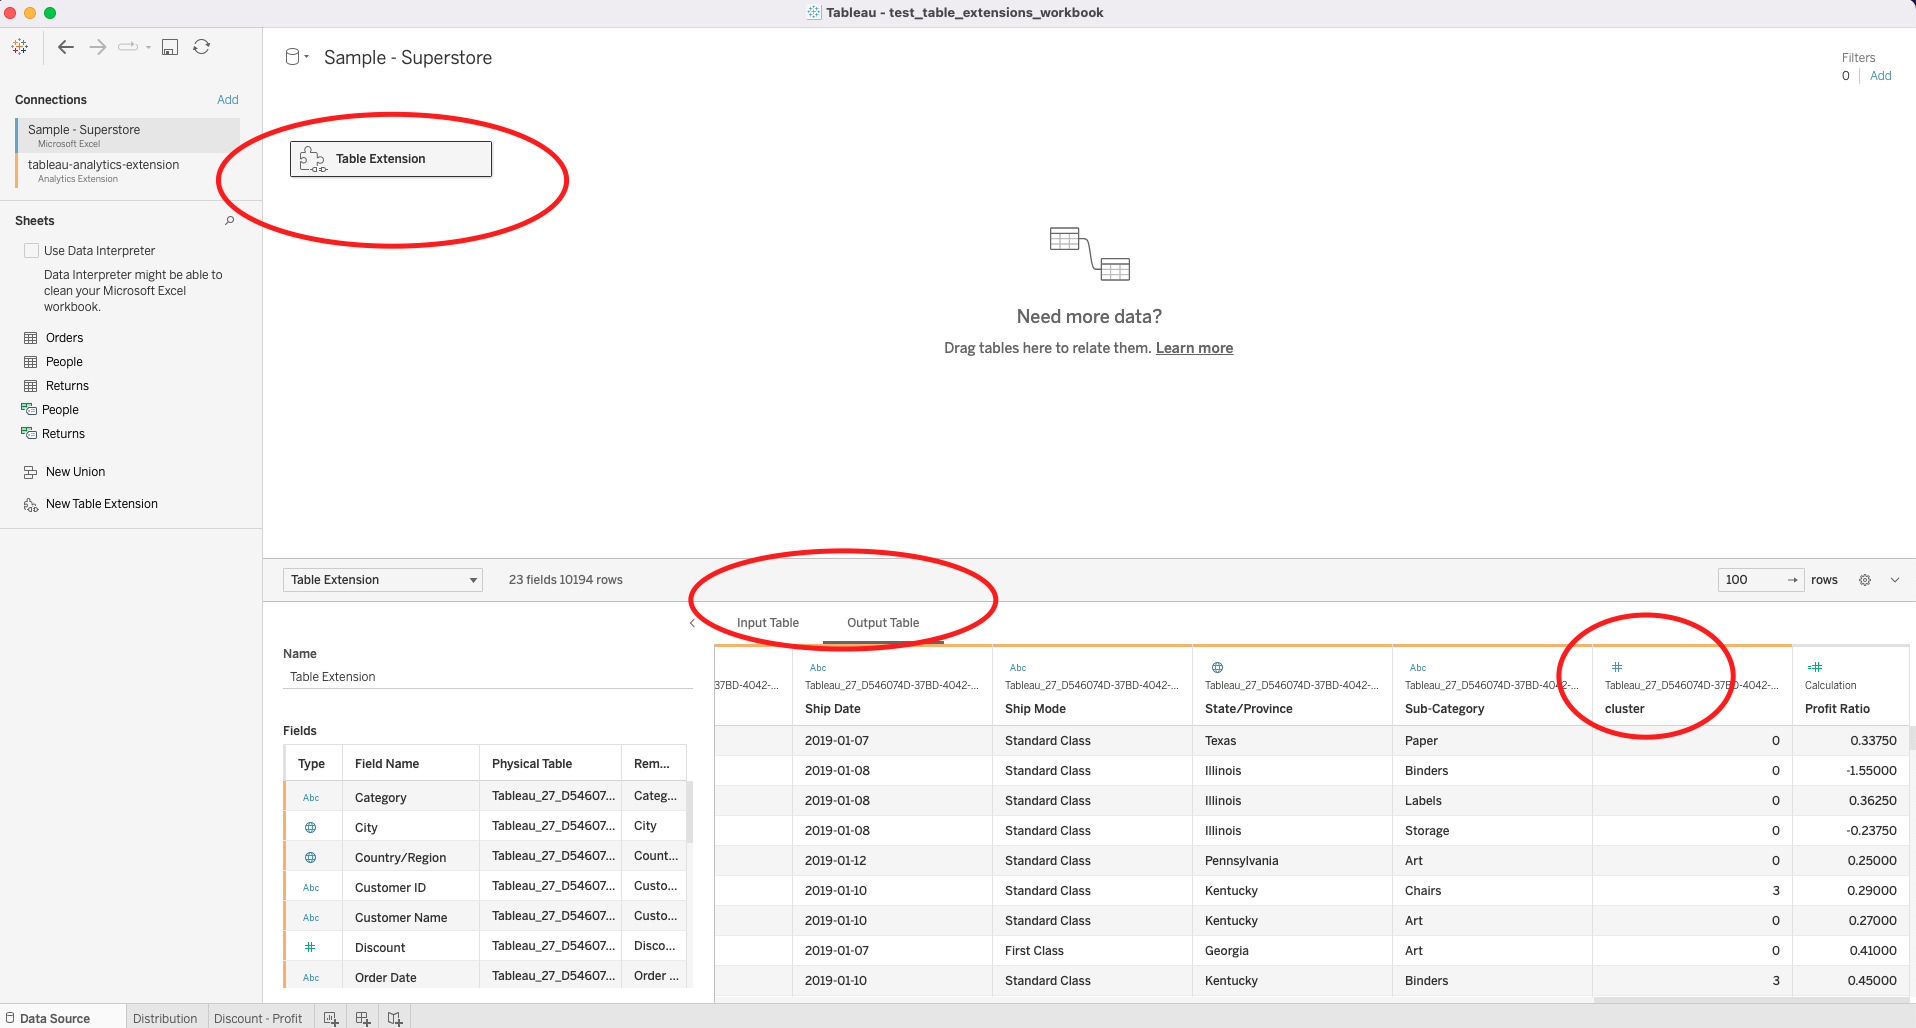 Tableau - test_table_extensions_workbook
Connections Add
Sample - Superstore
Microsoft Excel
tableau-analytics-extension
Analytics Extension
Sheets
Use Data Interpreter
Data Interpreter might be able to
clean your Microsoft Excel
workbook.
Orders
People
Returns
People
Returns
New Union
New Table Extension
Sample - Superstore
Filters
0 Add
Table Extension
Need more data?
Drag tables here to relate them. Learn more
Table Extension 23 fields 10194 rows 100 → rows
Name
Table Extension
Fields
Type Field Name Physical Table Rem...
Abc Category Tableau_27_D54607... Categ...
City Tableau_27_D54607... City
Country/Region Tableau_27_D54607... Count...
Abc Customer ID Tableau_27_D54607... Custo...
Abc Customer Name Tableau_27_D54607... Custo...
# Discount Tableau_27_D54607... Disco...
Abc Order Date Tableau_27_D54607... Order ...
Input Table Output Table
Abc Abc Abc # =#
37BD-4042-... Tableau_27_D546074D-37BD-4042-... Tableau_27_D546074D-37BD-4042-... Tableau_27_D546074D-37BD-4042-... Tableau_27_D546074D-37BD-4042-... Tableau_27_D546074D-37BD-4042-... Calculation
Ship Date Ship Mode State/Province Sub-Category cluster Profit Ratio
2019-01-07 Standard Class Texas Paper 0 0.33750
2019-01-08 Standard Class Illinois Binders 0 -1.55000
2019-01-08 Standard Class Illinois Labels 0 0.36250
2019-01-08 Standard Class Illinois Storage 0 -0.23750
2019-01-12 Standard Class Pennsylvania Art 0 0.25000
2019-01-10 Standard Class Kentucky Chairs 3 0.29000
2019-01-10 Standard Class Kentucky Art 0 0.27000
2019-01-07 First Class Georgia Art 0 0.41000
2019-01-10 Standard Class Kentucky Binders 3 0.45000
Data Source Distribution Discount - Profit